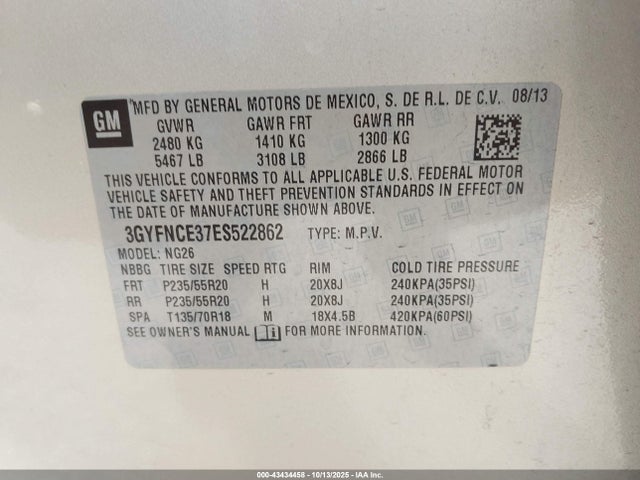 GM
MFD BY GENERAL MOTORS DE MEXICO, S. DE R.L. DE C.V. 08/13
GVWR GAWR FRT GAWR RR
2480 KG 1410 KG 1300 KG
5467 LB 3108 LB 2866 LB
THIS VEHICLE CONFORMS TO ALL APPLICABLE U.S. FEDERAL MOTOR
VEHICLE SAFETY AND THEFT PREVENTION STANDARDS IN EFFECT ON
THE DATE OF MANUFACTURE SHOWN ABOVE.
3GYFNCE37ES522862 TYPE: M.P.V.
MODEL: NG26
NBBG TIRE SIZE SPEED RTG RIM COLD TIRE PRESSURE
FRT P235/55R20 H 20X8J 240KPA(35PSI)
RR P235/55R20 H 20X8J 240KPA(35PSI)
SPA T135/70R18 M 18X4.5B 420KPA(60PSI)
SEE OWNER'S MANUAL FOR MORE INFORMATION.
000-43434458 | 10/13/2025 | IAA Inc.